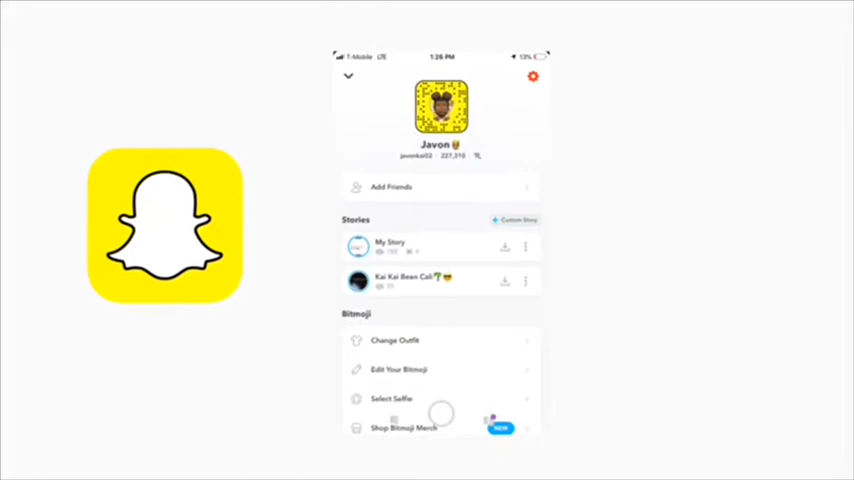 T-Mobile LTE 1:26 PM 13%
Javon
javonkai02 · 227,310
Add Friends
Stories
+ Custom Story
My Story
Kai Kai Bean Cali🌴😎
Bitmoji
Change Outfit
Edit Your Bitmoji
Select Selfie
Shop Bitmoji Merch
NEW